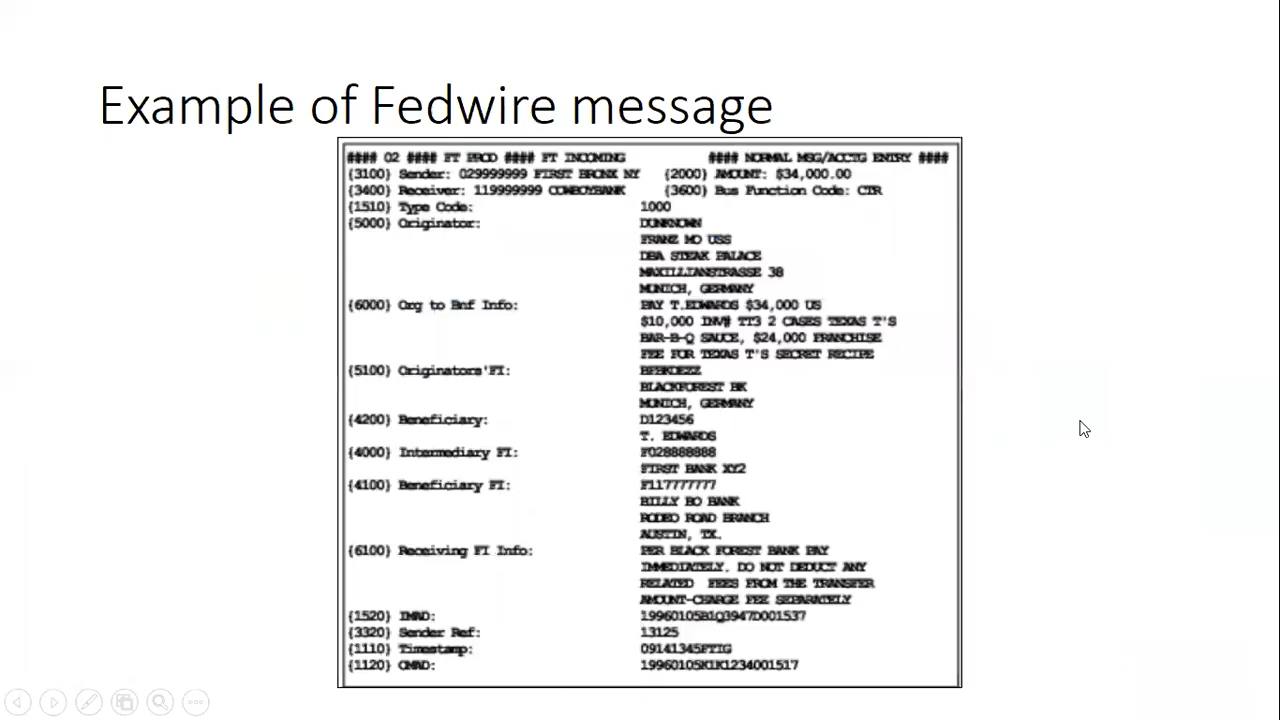 Example of Fedwire message
#### 02 #### FT PROD #### FT INCOMING #### NORMAL MSG/ACCTG ENTRY ####
{3100} Sender: 029999999 FIRST BRONX NY {2000} AMOUNT: $34,000.00
{3400} Receiver: 119999999 COWBOYBANK {3600} Bus Function Code: CTR
{1510} Type Code: 1000
{5000} Originator: DUNKNOWN
FRANZ MO USS
DBA STEAK PALACE
MAXILLIANSTRASSE 38
MUNICH, GERMANY
{6000} Org to Bnf Info: PAY T.EDWARDS $34,000 US
$10,000 INV# TT3 2 CASES TEXAS T'S
BAR-B-Q SAUCE, $24,000 FRANCHISE
FEE FOR TEXAS T'S SECRET RECIPE
{5100} Originators'FI:
BLACKFOREST BK
MUNICH, GERMANY
{4200} Beneficiary: D123456
T. EDWARDS
{4000} Intermediary FI: F028888888
FIRST BANK XY2
{4100} Beneficiary FI: F117777777
BILLY BO BANK
RODEO ROAD BRANCH
AUSTIN, TX.
{6100} Receiving FI Info: PER BLACK FOREST BANK PAY
IMMEDIATELY. DO NOT DEDUCT ANY
RELATED FEES FROM THE TRANSFER
AMOUNT-CHARGE FEE SEPARATELY
{1520} IMAD: 19960105B1Q3947D001537
{3320} Sender Ref: 13125
{1110} Timestamp: 09141345FTIG
{1120} OMAD: 19960105K1K1234001517